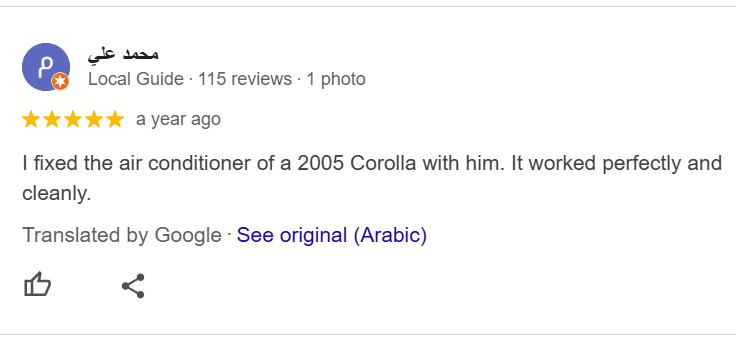 محمد علي
Local Guide · 115 reviews · 1 photo
a year ago
I fixed the air conditioner of a 2005 Corolla with him. It worked perfectly and
cleanly.
Translated by Google · See original (Arabic)